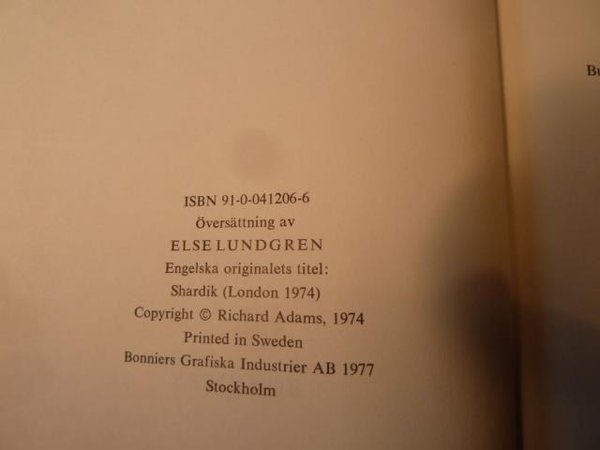 ISBN 91-0-041206-6
Översättning av
ELSE LUNDGREN
Engelska originalets titel:
Shardik (London 1974)
Copyright © Richard Adams, 1974
Printed in Sweden
Bonniers Grafiska Industrier AB 1977
Stockholm